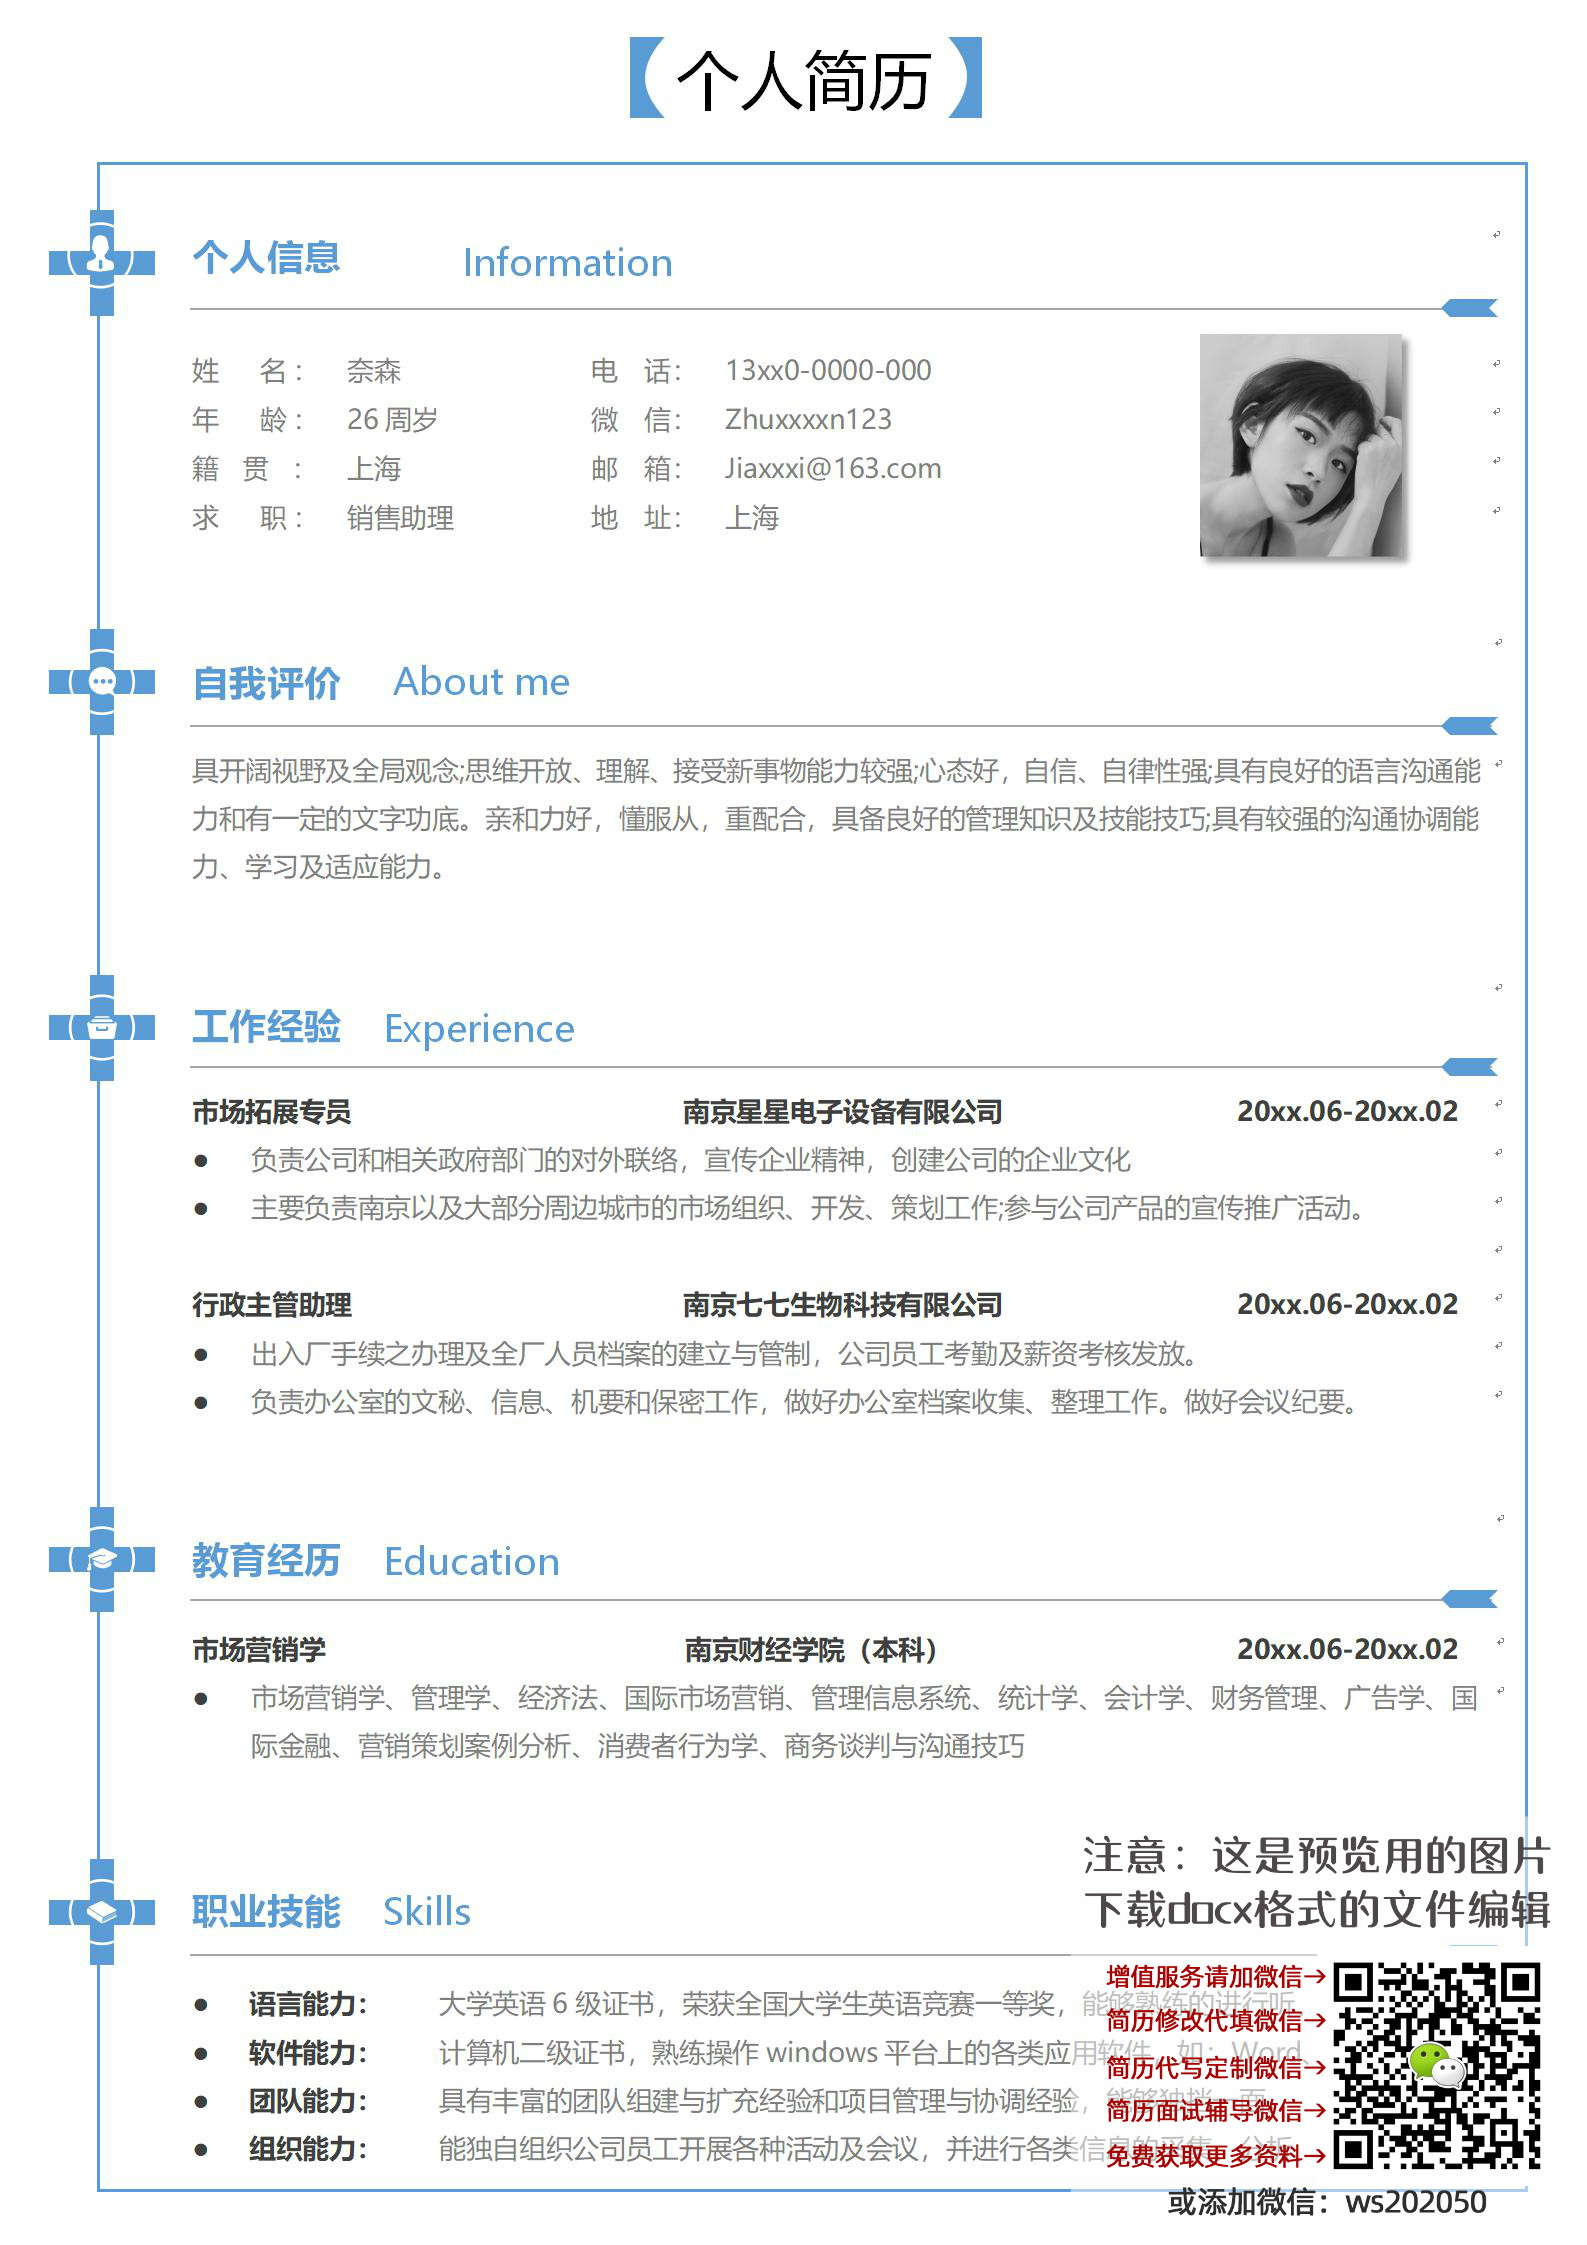 个人简历
个人信息 Information
姓 名： 奈森 电 话： 13xx0-0000-000
年 龄： 26 周岁 微 信： Zhuxxxxn123
籍 贯 ： 上海 邮 箱： Jiaxxxi@163.com
求 职： 销售助理 地 址： 上海
自我评价 About me
具开阔视野及全局观念;思维开放、理解、接受新事物能力较强;心态好，自信、自律性强;具有良好的语言沟通能
力和有一定的文字功底。亲和力好，懂服从，重配合，具备良好的管理知识及技能技巧;具有较强的沟通协调能
力、学习及适应能力。
工作经验 Experience
市场拓展专员 南京星星电子设备有限公司 20xx.06-20xx.02
● 负责公司和相关政府部门的对外联络，宣传企业精神，创建公司的企业文化
● 主要负责南京以及大部分周边城市的市场组织、开发、策划工作;参与公司产品的宣传推广活动。
行政主管助理 南京七七生物科技有限公司 20xx.06-20xx.02
● 出入厂手续之办理及全厂人员档案的建立与管制，公司员工考勤及薪资考核发放。
● 负责办公室的文秘、信息、机要和保密工作，做好办公室档案收集、整理工作。做好会议纪要。
教育经历 Education
市场营销学 南京财经学院（本科） 20xx.06-20xx.02
● 市场营销学、管理学、经济法、国际市场营销、管理信息系统、统计学、会计学、财务管理、广告学、国
际金融、营销策划案例分析、消费者行为学、商务谈判与沟通技巧
职业技能 Skills
● 语言能力： 大学英语 6 级证书，荣获全国大学生英语竞赛一等奖，能够熟练的进行听
● 软件能力： 计算机二级证书，熟练操作 windows 平台上的各类应用软件，如：Word、
● 团队能力： 具有丰富的团队组建与扩充经验和项目管理与协调经验，能够独挡一面
● 组织能力： 能独自组织公司员工开展各种活动及会议，并进行各类信息的采集、分析
注意：这是预览用的图片
下载docx格式的文件编辑
增值服务请加微信→
简历修改代填微信→
简历代写定制微信→
简历面试辅导微信→
免费获取更多资料→
或添加微信：ws202050